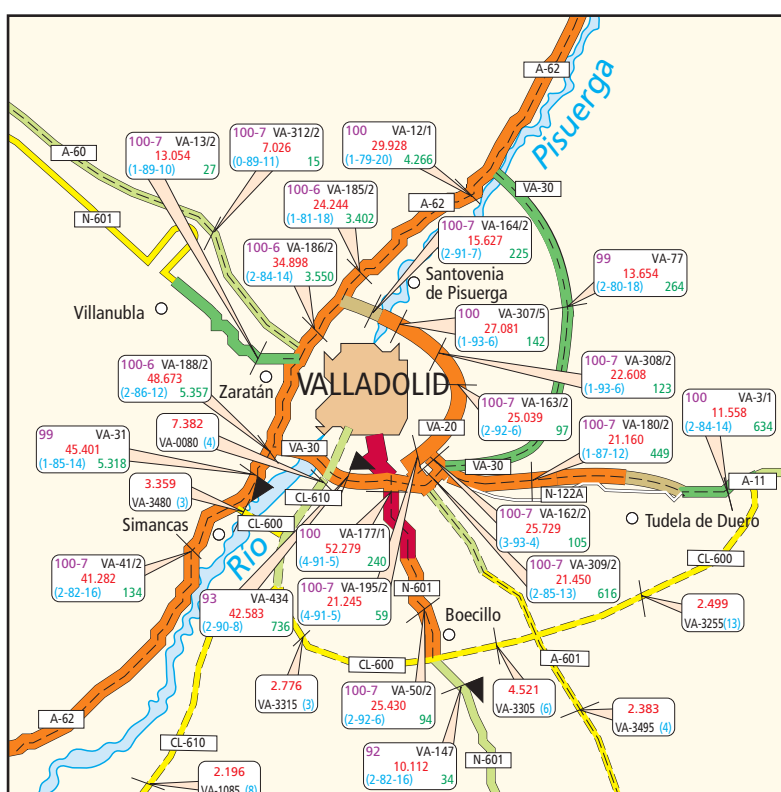 A-62
Pisuerga
100-7 VA-13/2
13.054
(1-89-10) 27
100-7 VA-312/2
7.026
(0-89-11) 15
100 VA-12/1
29.928
(1-79-20) 4.266
A-60
N-601
VA-30
100-6 VA-185/2
24.244
(1-81-18) 3.402
A-62
100-7 VA-164/2
15.627
(2-91-7) 225
100-6 VA-186/2
34.898
(2-84-14) 3.550
99 VA-77
13.654
(2-80-18) 264
Santovenia
de Pisuerga
Villanubla
100 VA-307/5
27.081
(1-93-6) 142
100-6 VA-188/2
48.673
(2-86-12) 5.357
Zaratán
VALLADOLID
100-7 VA-308/2
22.608
(1-93-6) 123
100-7 VA-163/2
25.039
(2-92-6) 97
100 VA-3/1
11.558
(2-84-14) 634
7.382
VA-0080 (4)
99 VA-31
45.401
(1-85-14) 5.318
VA-30
VA-20
100-7 VA-180/2
21.160
(1-87-12) 449
VA-30
A-11
3.359
VA-3480 (3)
CL-610
N-122A
Simancas
CL-600
Río
100 VA-177/1
52.279
(4-91-5) 240
100-7 VA-162/2
25.729
(3-93-4) 105
Tudela de Duero
100-7 VA-41/2
41.282
(2-82-16) 134
100-7 VA-309/2
21.450
(2-85-13) 616
CL-600
93 VA-434
42.583
(2-90-8) 736
100-7 VA-195/2
21.245
(4-91-5) 59
N-601
Boecillo
2.499
VA-3255(13)
CL-600
A-601
2.776
VA-3315 (3)
100-7 VA-50/2
25.430
(2-92-6) 94
4.521
VA-3305 (6)
2.383
VA-3495 (4)
A-62
CL-610
92 VA-147
10.112
(2-82-16) 34
N-601
2.196
VA-1085 (8)